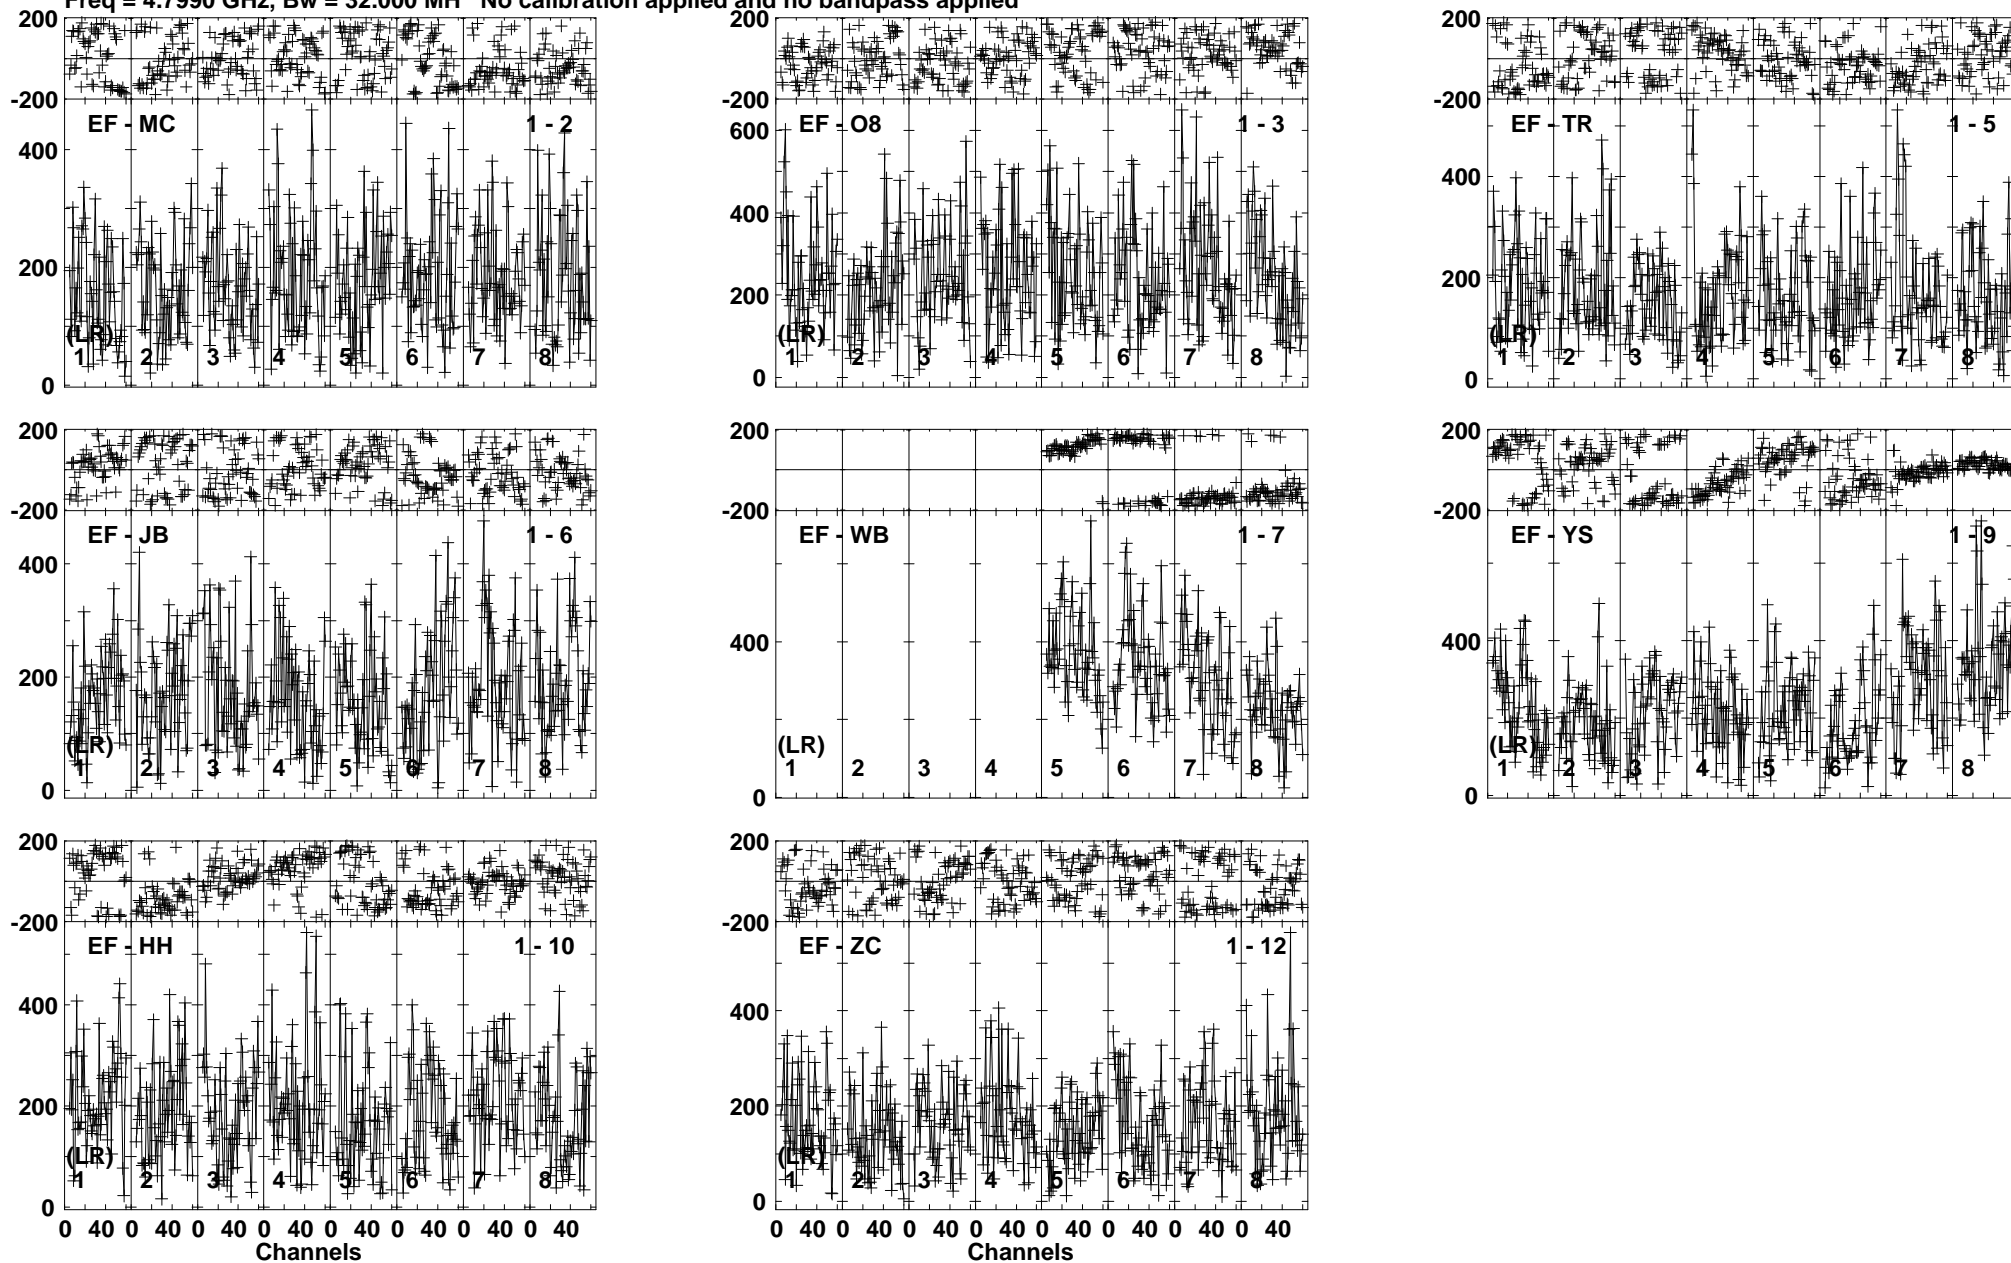 Freq = 4.7990 GHz, Bw = 32.000 MH No calibration applied and no bandpass applied
200 200 200
-200 -200 -200
EF - MC 1 - 2 EF - O8 1 - 3 EF - TR 1 - 5
400 600 400
200 400 200
0 200 0
0
(LR) (LR) (LR)
1 2 3 4 5 6 7 8 1 2 3 4 5 6 7 8 1 2 3 4 5 6 7 8
200 200 200
-200 -200 -200
EF - JB 1 - 6 EF - WB 1 - 7 EF - YS 1 - 9
400 400 400
200 0 0
0
(LR) (LR) (LR)
1 2 3 4 5 6 7 8 1 2 3 4 5 6 7 8 1 2 3 4 5 6 7 8
200 200
-200 -200
EF - HH 1 - 10 EF - ZC 1 - 12
400 400
200 200
(LR) (LR)
1 2 3 4 5 6 7 8 1 2 3 4 5 6 7 8
0 0
0 40 0 40 0 40 0 40 0 40 0 40 0 40 0 40 0 40 0 40 0 40 0 40 0 40 0 40 0 40 0 40
Channels Channels